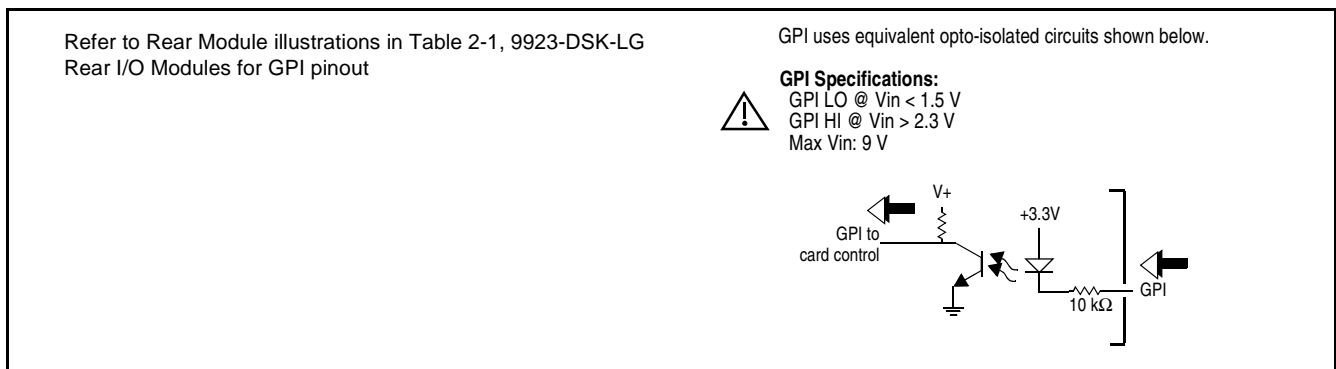 Refer to Rear Module illustrations in Table 2-1, 9923-DSK-LG
Rear I/O Modules for GPI pinout
GPI uses equivalent opto-isolated circuits shown below.
GPI Specifications:
GPI LO @ Vin < 1.5 V
GPI HI @ Vin > 2.3 V
Max Vin: 9 V
V+
+3.3V
GPI to
card control
GPI
10 kΩ